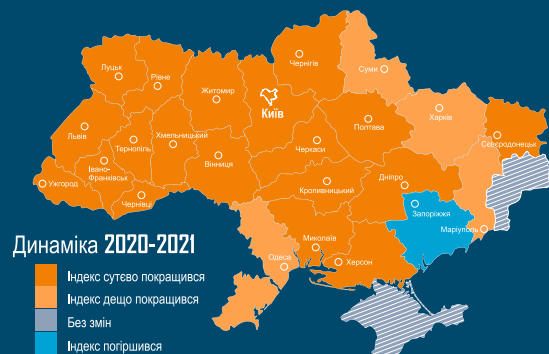 Чернігів
Суми
Луцьк
Рівне
Житомир
Київ
Харків
Полтава
Львів
Хмельницький
Тернопіль
Сєвєродонецьк
Черкаси
Вінниця
Івано-
Франківськ
Ужгород
Чернівці
Кропивницький
Дніпро
Запоріжжя
Маріуполь
Миколаїв
Одеса
Херсон
Динаміка 2020-2021
Індекс сутєво покращився
Індекс дещо покращився
Без змін
Індекс погіршився